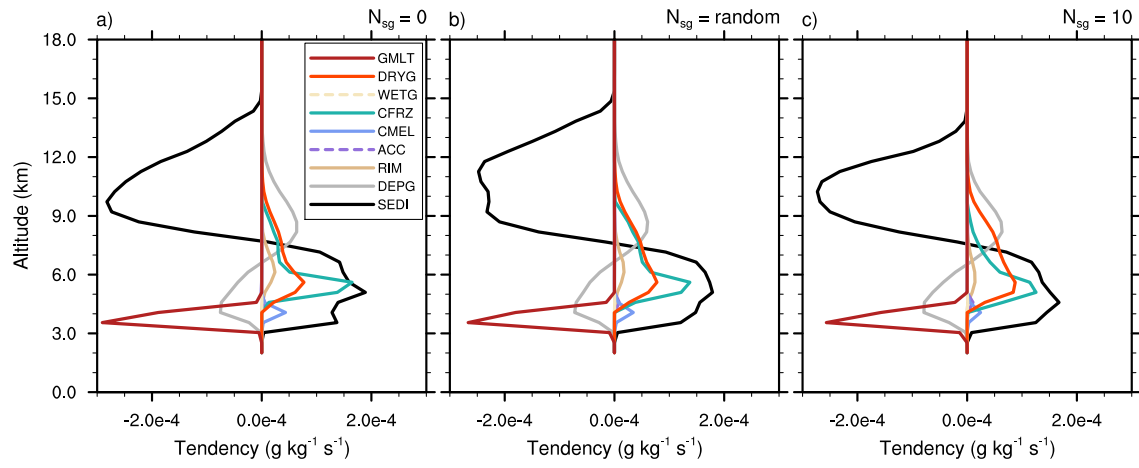 a) N_sg = 0
b) N_sg = random
c) N_sg = 10
Altitude (km)
18.0
15.0
12.0
9.0
6.0
3.0
0.0
GMLT
DRYG
WETG
CFRZ
CMEL
ACC
RIM
DEPG
SEDI
-2.0e-4 0.0e-4 2.0e-4
-2.0e-4 0.0e-4 2.0e-4
-2.0e-4 0.0e-4 2.0e-4
Tendency (g kg⁻¹ s⁻¹)
Tendency (g kg⁻¹ s⁻¹)
Tendency (g kg⁻¹ s⁻¹)